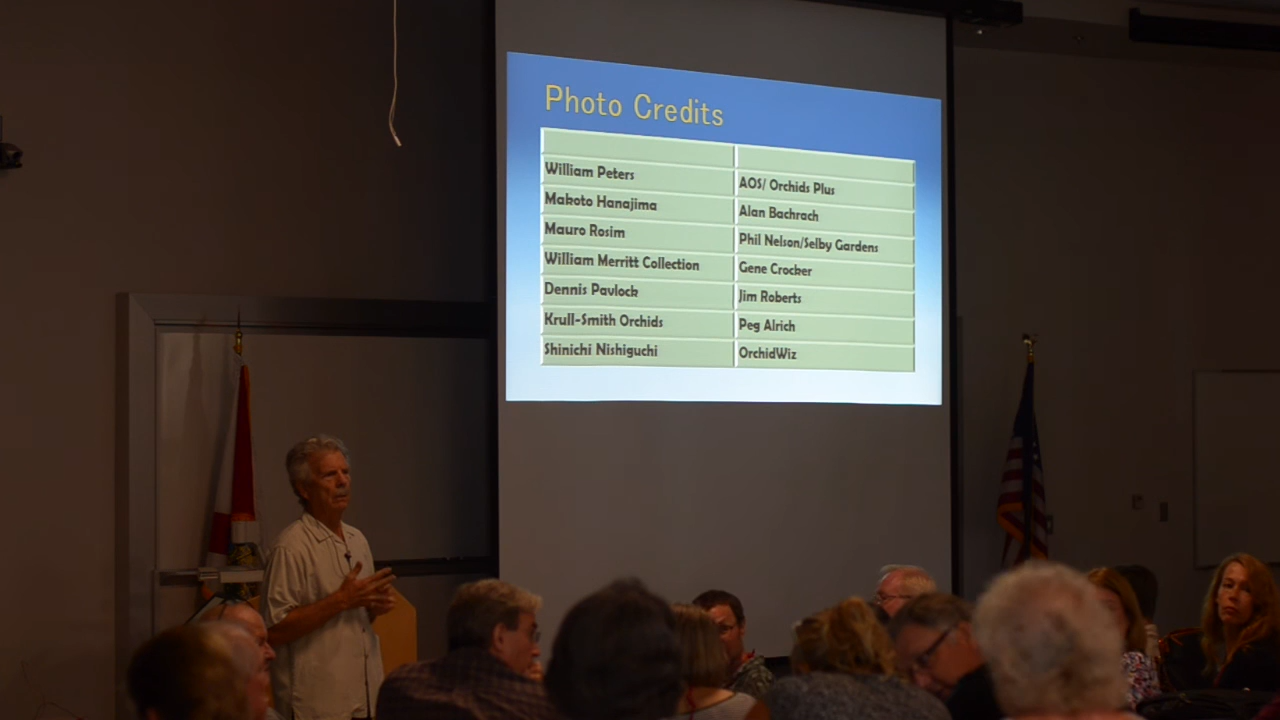 Photo Credits
William Peters
AOS/ Orchids Plus
Makoto Hanajima
Alan Bachrach
Mauro Rosim
Phil Nelson/Selby Gardens
William Merritt Collection
Gene Crocker
Dennis Pavlock
Jim Roberts
Krull-Smith Orchids
Peg Alrich
Shinichi Nishiguchi
OrchidWiz